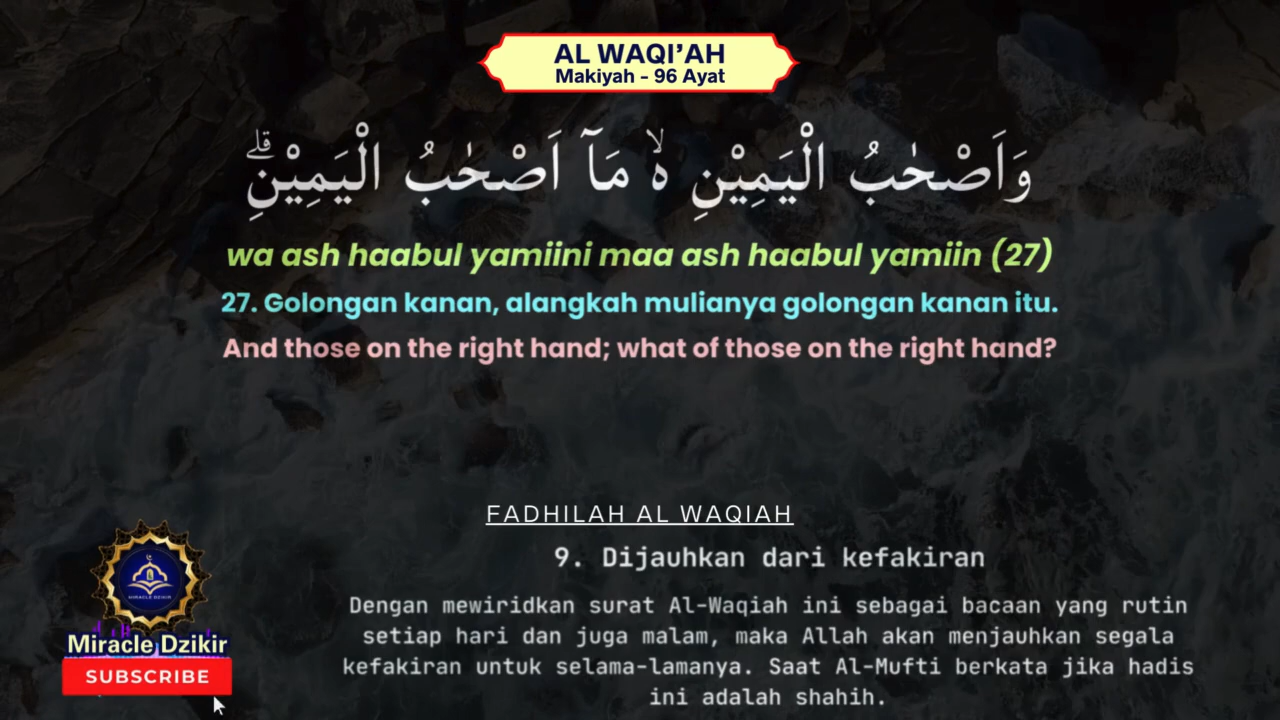 AL WAQI’AH
Makiyah - 96 Ayat
وَاَصْحٰبُ الْيَمِيْنِ ەۙ مَآ اَصْحٰبُ الْيَمِيْنِۗ
wa ash haabul yamiini maa ash haabul yamiin (27)
27. Golongan kanan, alangkah mulianya golongan kanan itu.
And those on the right hand; what of those on the right hand?
FADHILAH AL WAQIAH
9. Dijauhkan dari kefakiran
Dengan mewiridkan surat Al-Waqiah ini sebagai bacaan yang rutin
setiap hari dan juga malam, maka Allah akan menjauhkan segala
kefakiran untuk selama-lamanya. Saat Al-Mufti berkata jika hadis
ini adalah shahih.
MIRACLE DZIKIR
Miracle Dzikir
SUBSCRIBE